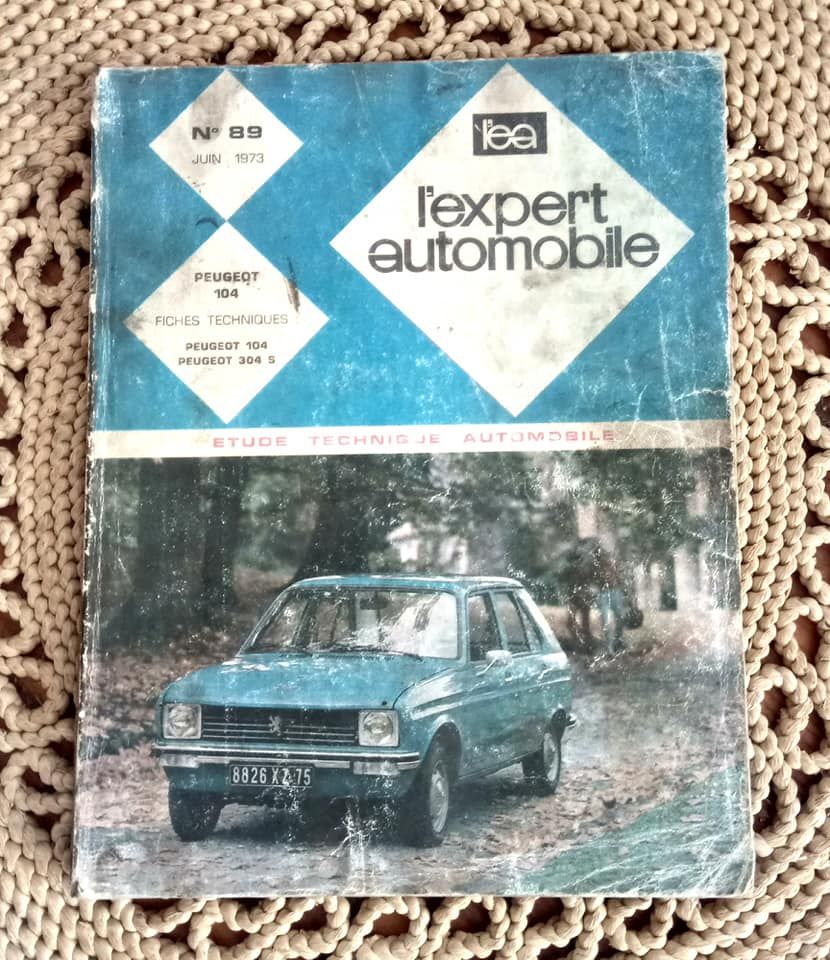 N° 89
JUIN 1973
l'ea
l'expert
automobile
PEUGEOT
104
FICHES TECHNIQUES
PEUGEOT 104
PEUGEOT 304 S
ETUDE TECHNIQUE AUTOMOBILE
8826 XZ 75